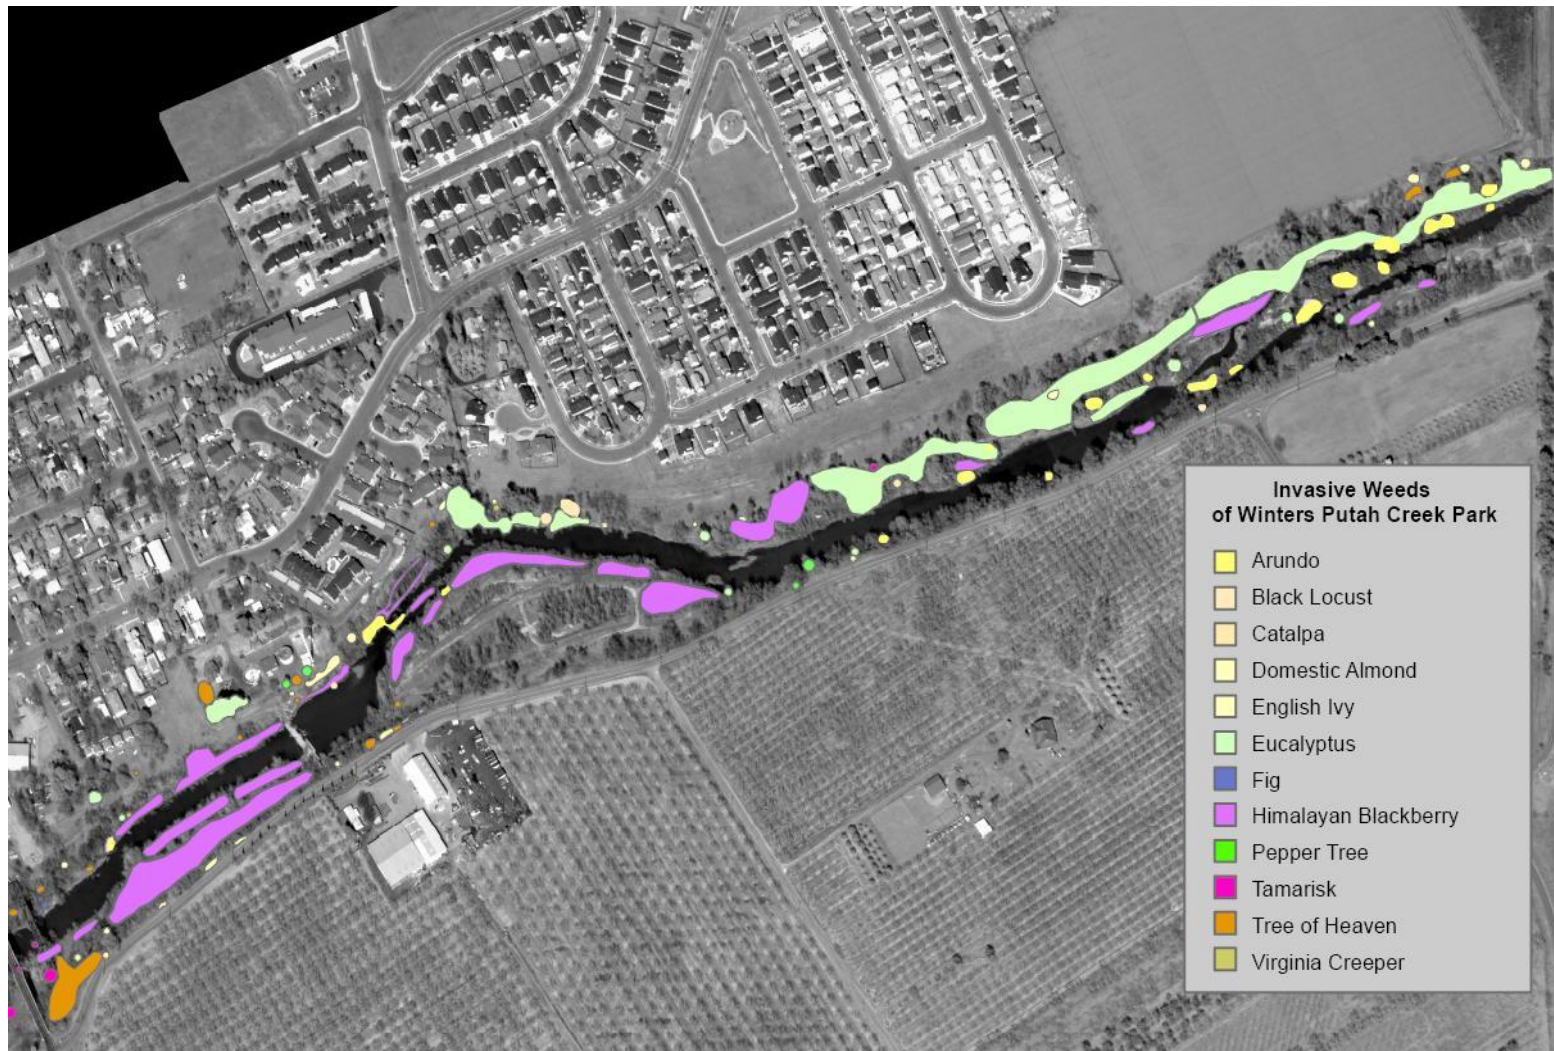 Invasive Weeds
of Winters Putah Creek Park
Arundo
Black Locust
Catalpa
Domestic Almond
English Ivy
Eucalyptus
Fig
Himalayan Blackberry
Pepper Tree
Tamarisk
Tree of Heaven
Virginia Creeper